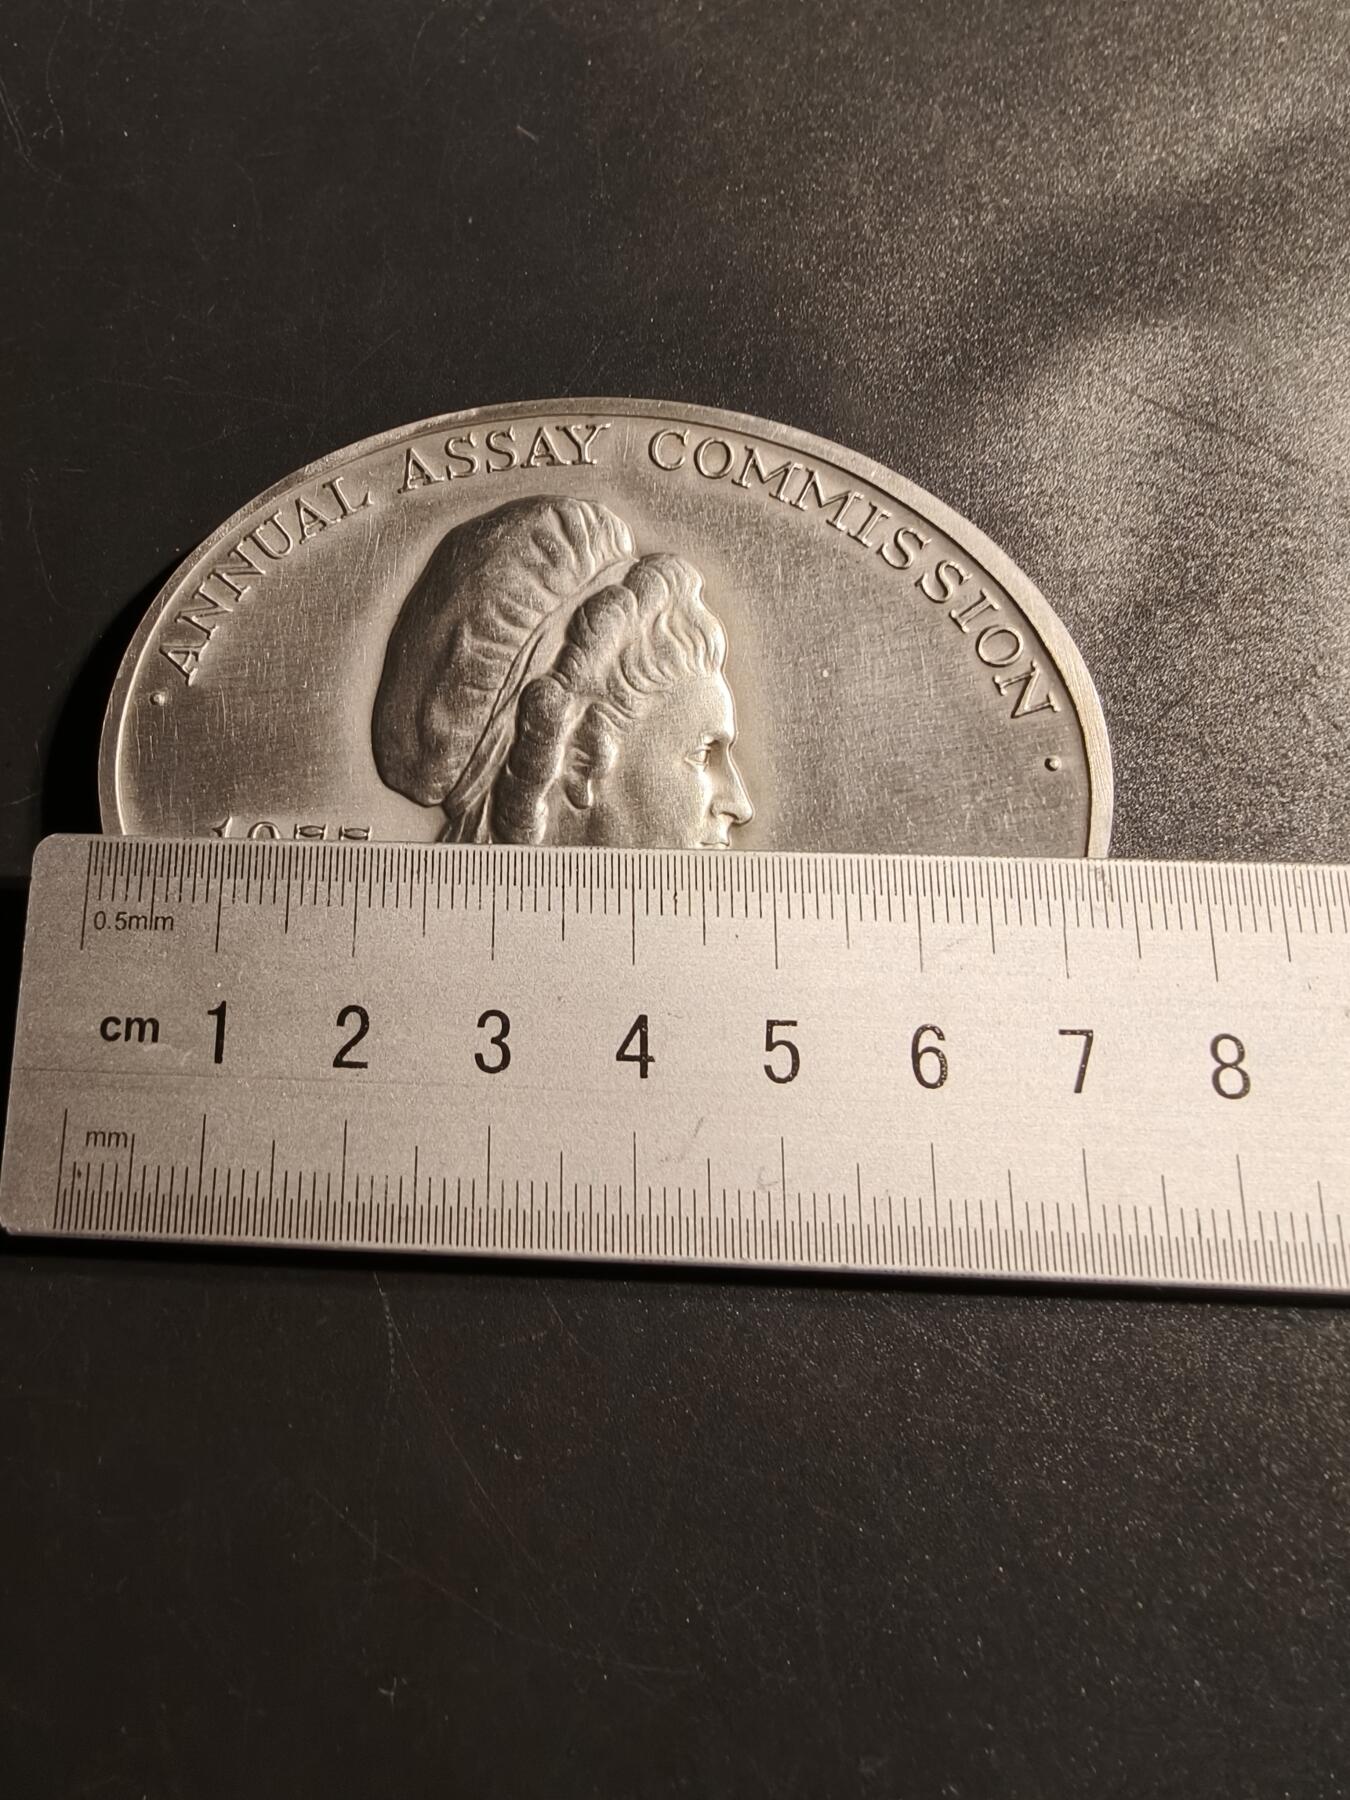 · ANNUAL ASSAY COMMISSION ·
0.5mm
cm 1 2 3 4 5 6 7 8
mm